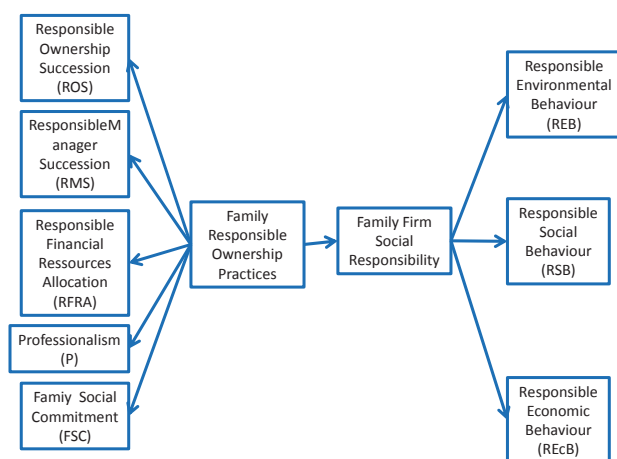 Responsible
Ownership
Succession
(ROS)
ResponsibleM
anager
Succession
(RMS)
Responsible
Financial
Ressources
Allocation
(RFRA)
Professionalism
(P)
Famiy Social
Commitment
(FSC)
Family
Responsible
Ownership
Practices
Family Firm
Social
Responsibility
Responsible
Environmental
Behaviour
(REB)
Responsible
Social
Behaviour
(RSB)
Responsible
Economic
Behaviour
(REcB)